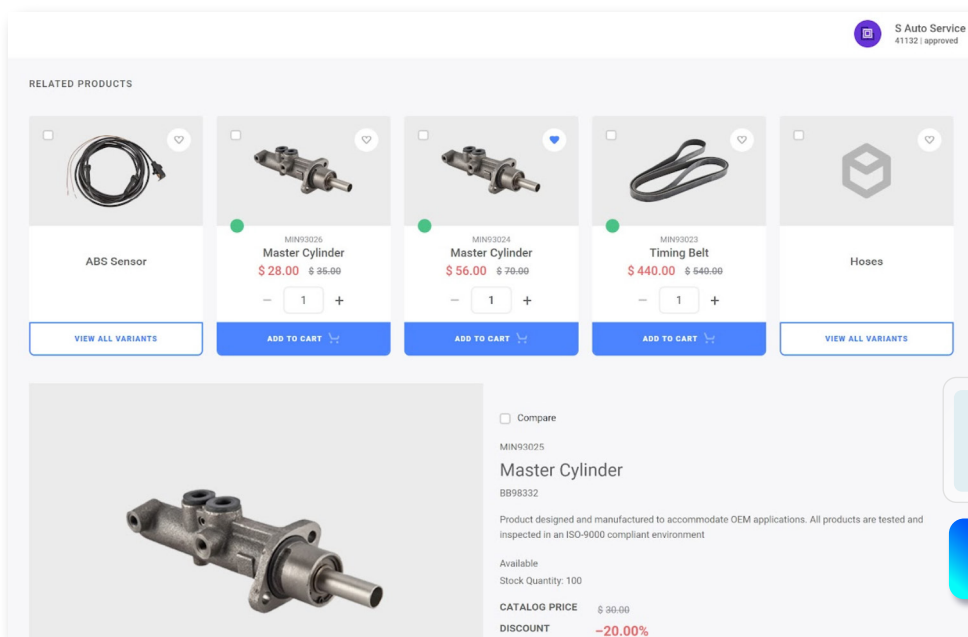 S Auto Service
41132 | approved
RELATED PRODUCTS
ABS Sensor
VIEW ALL VARIANTS
MIN93026
Master Cylinder
$ 28.00 $ 35.00
− 1 +
ADD TO CART
MIN93024
Master Cylinder
$ 56.00 $ 70.00
− 1 +
ADD TO CART
MIN93023
Timing Belt
$ 440.00 $ 540.00
− 1 +
ADD TO CART
Hoses
VIEW ALL VARIANTS
Compare
MIN93025
Master Cylinder
BB98332
Product designed and manufactured to accommodate OEM applications. All products are tested and
inspected in an ISO-9000 compliant environment
Available
Stock Quantity: 100
CATALOG PRICE $ 30.00
DISCOUNT −20.00%